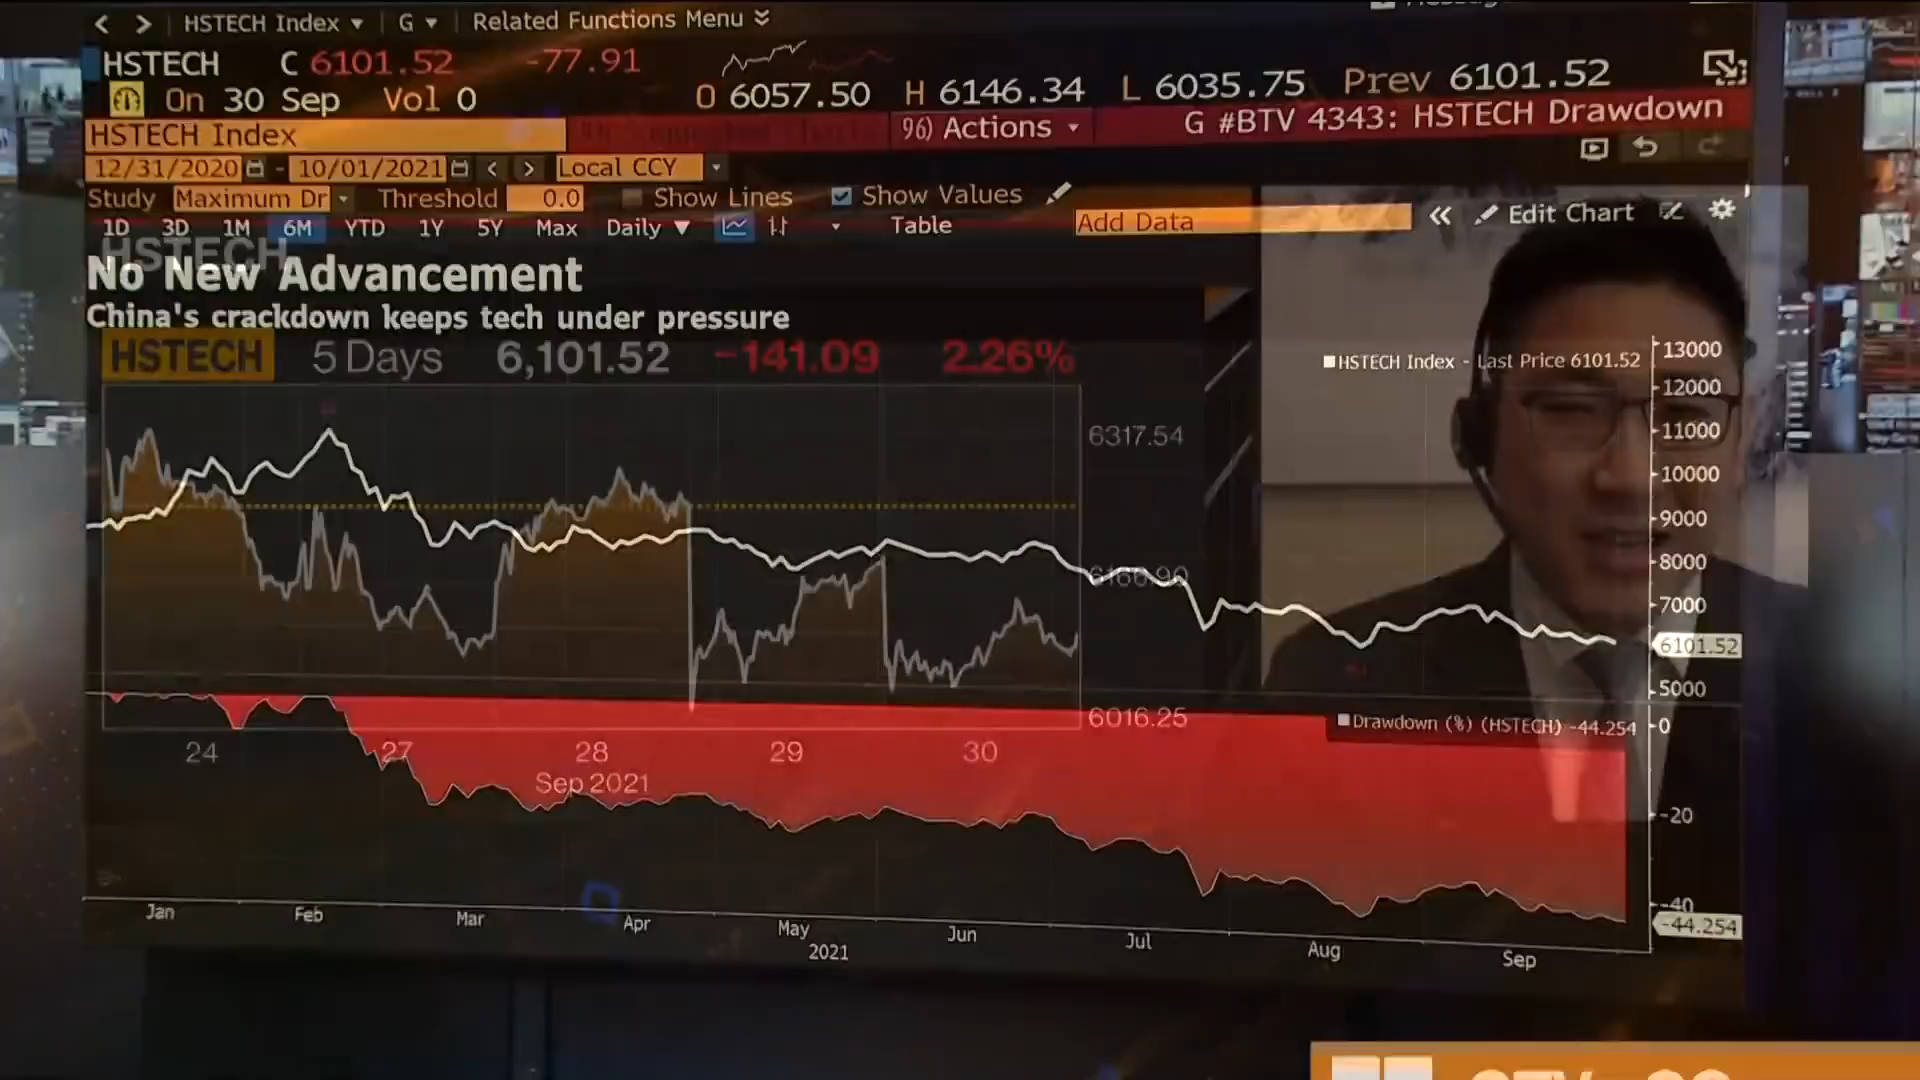 HSTECH Index G Related Functions Menu
HSTECH C 6101.52 -77.91
On 30 Sep Vol 0 O 6057.50 H 6146.34 L 6035.75 Prev 6101.52
HSTECH Index 96) Actions G #BTV 4343: HSTECH Drawdown
12/31/2020 - 10/01/2021 Local CCY
Study Maximum Dr Threshold 0.0 Show Lines Show Values
1D 3D 1M 6M YTD 1Y 5Y Max Daily Table Add Data Edit Chart
HSTECH
No New Advancement
China's crackdown keeps tech under pressure
HSTECH 5 Days 6,101.52 -141.09 2.26%
HSTECH Index - Last Price 6101.52
13000
12000
11000
10000
9000
8000
7000
6101.52
5000
6317.54
6166.90
6016.25
Drawdown (%) (HSTECH) -44.254
0
-20
-40
-44.254
24 27 28 29 30
Sep 2021
Jan Feb Mar Apr May Jun Jul Aug Sep
2021